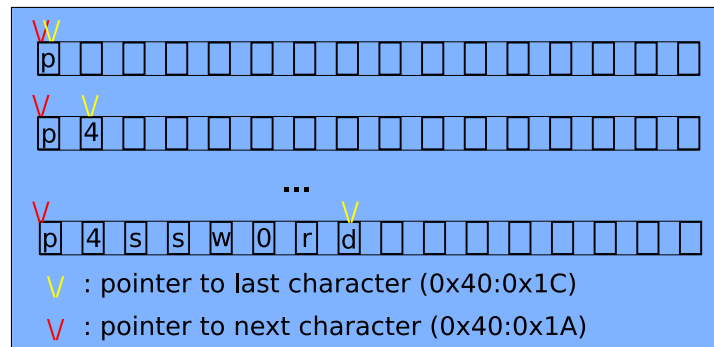 p
p 4
...
p 4 s s w 0 r d
\/ : pointer to last character (0x40:0x1C)
\/ : pointer to next character (0x40:0x1A)